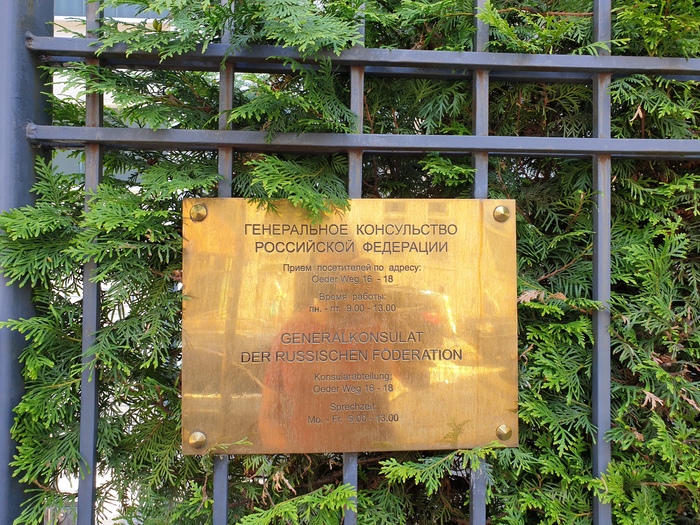 ГЕНЕРАЛЬНОЕ КОНСУЛЬСТВО
РОССИЙСКОЙ ФЕДЕРАЦИИ
Прием посетителей по адресу:
Oeder Weg 16 - 18
Время работы:
пн. - пт. 9.00 - 13.00
GENERALKONSULAT
DER RUSSISCHEN FÖDERATION
Konsularabteilung:
Oeder Weg 16 - 18
Sprechzeit:
Mo. - Fr. 9.00 - 13.00